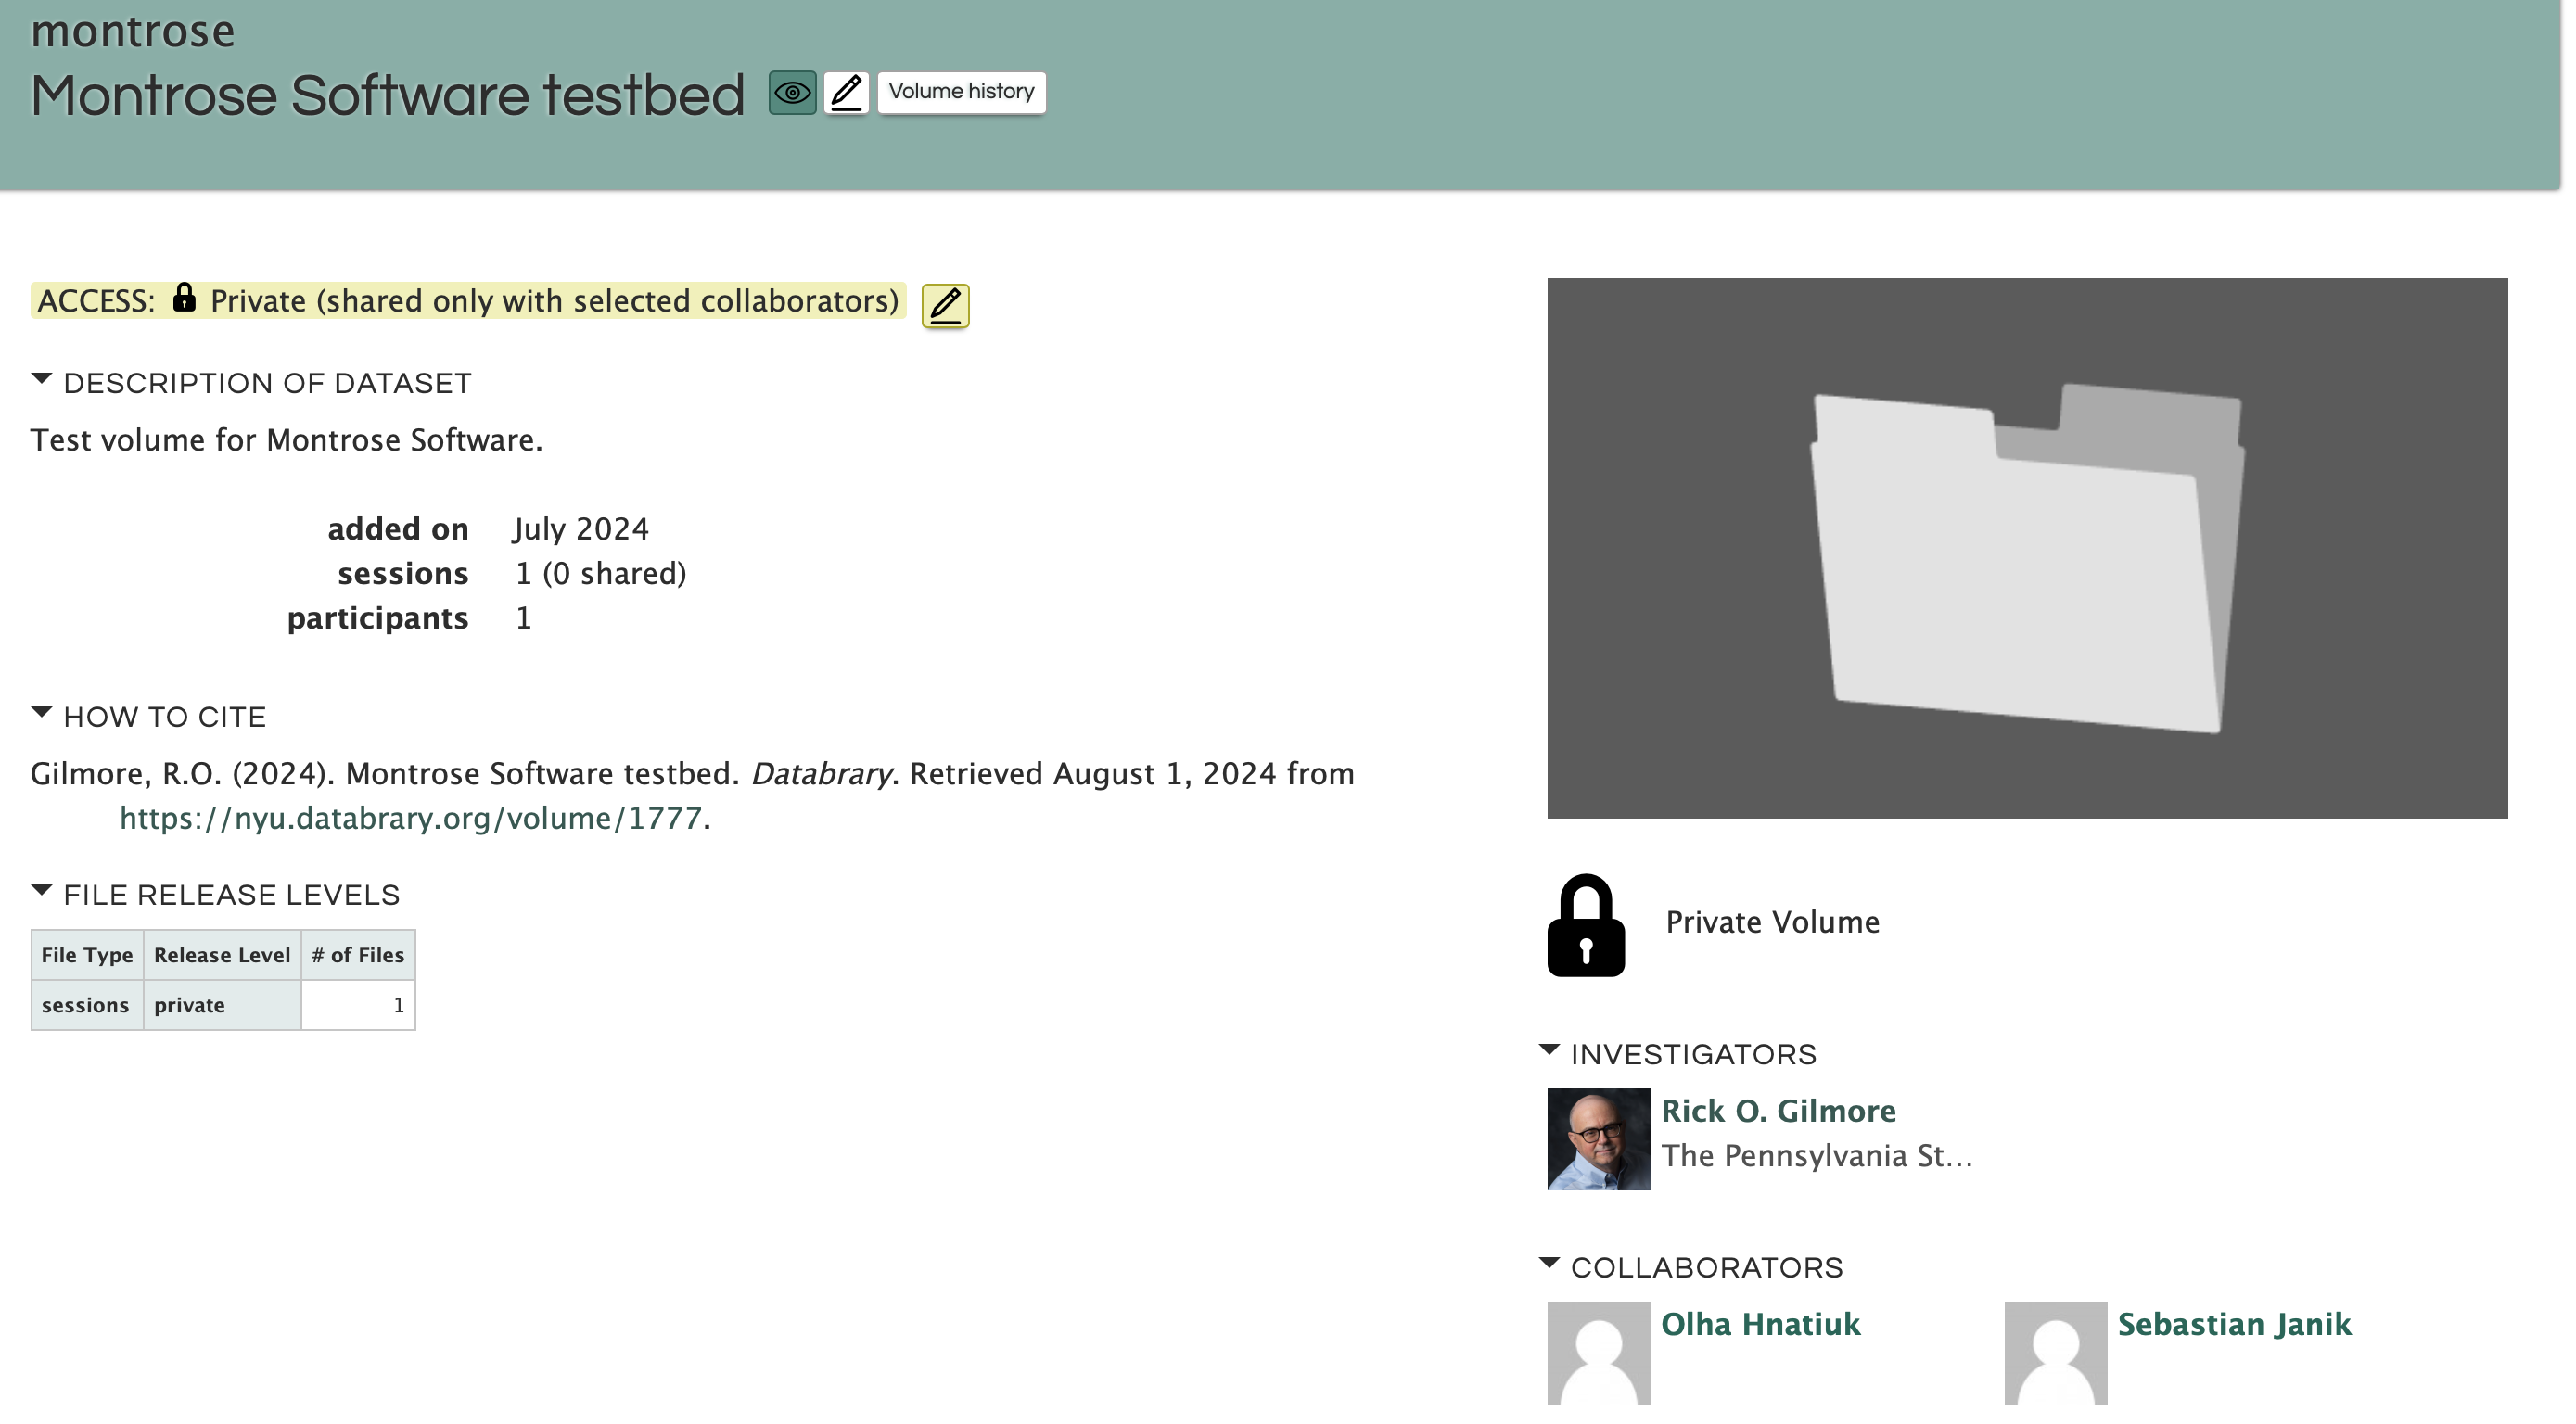 montrose
Montrose Software testbed
Volume history
ACCESS: Private (shared only with selected collaborators)
DESCRIPTION OF DATASET
Test volume for Montrose Software.
added on July 2024
sessions 1 (0 shared)
participants 1
HOW TO CITE
Gilmore, R.O. (2024). Montrose Software testbed. Databrary. Retrieved August 1, 2024 from
https://nyu.databrary.org/volume/1777.
FILE RELEASE LEVELS
File Type Release Level # of Files
sessions private 1
Private Volume
INVESTIGATORS
Rick O. Gilmore
The Pennsylvania St...
COLLABORATORS
Olha Hnatiuk
Sebastian Janik